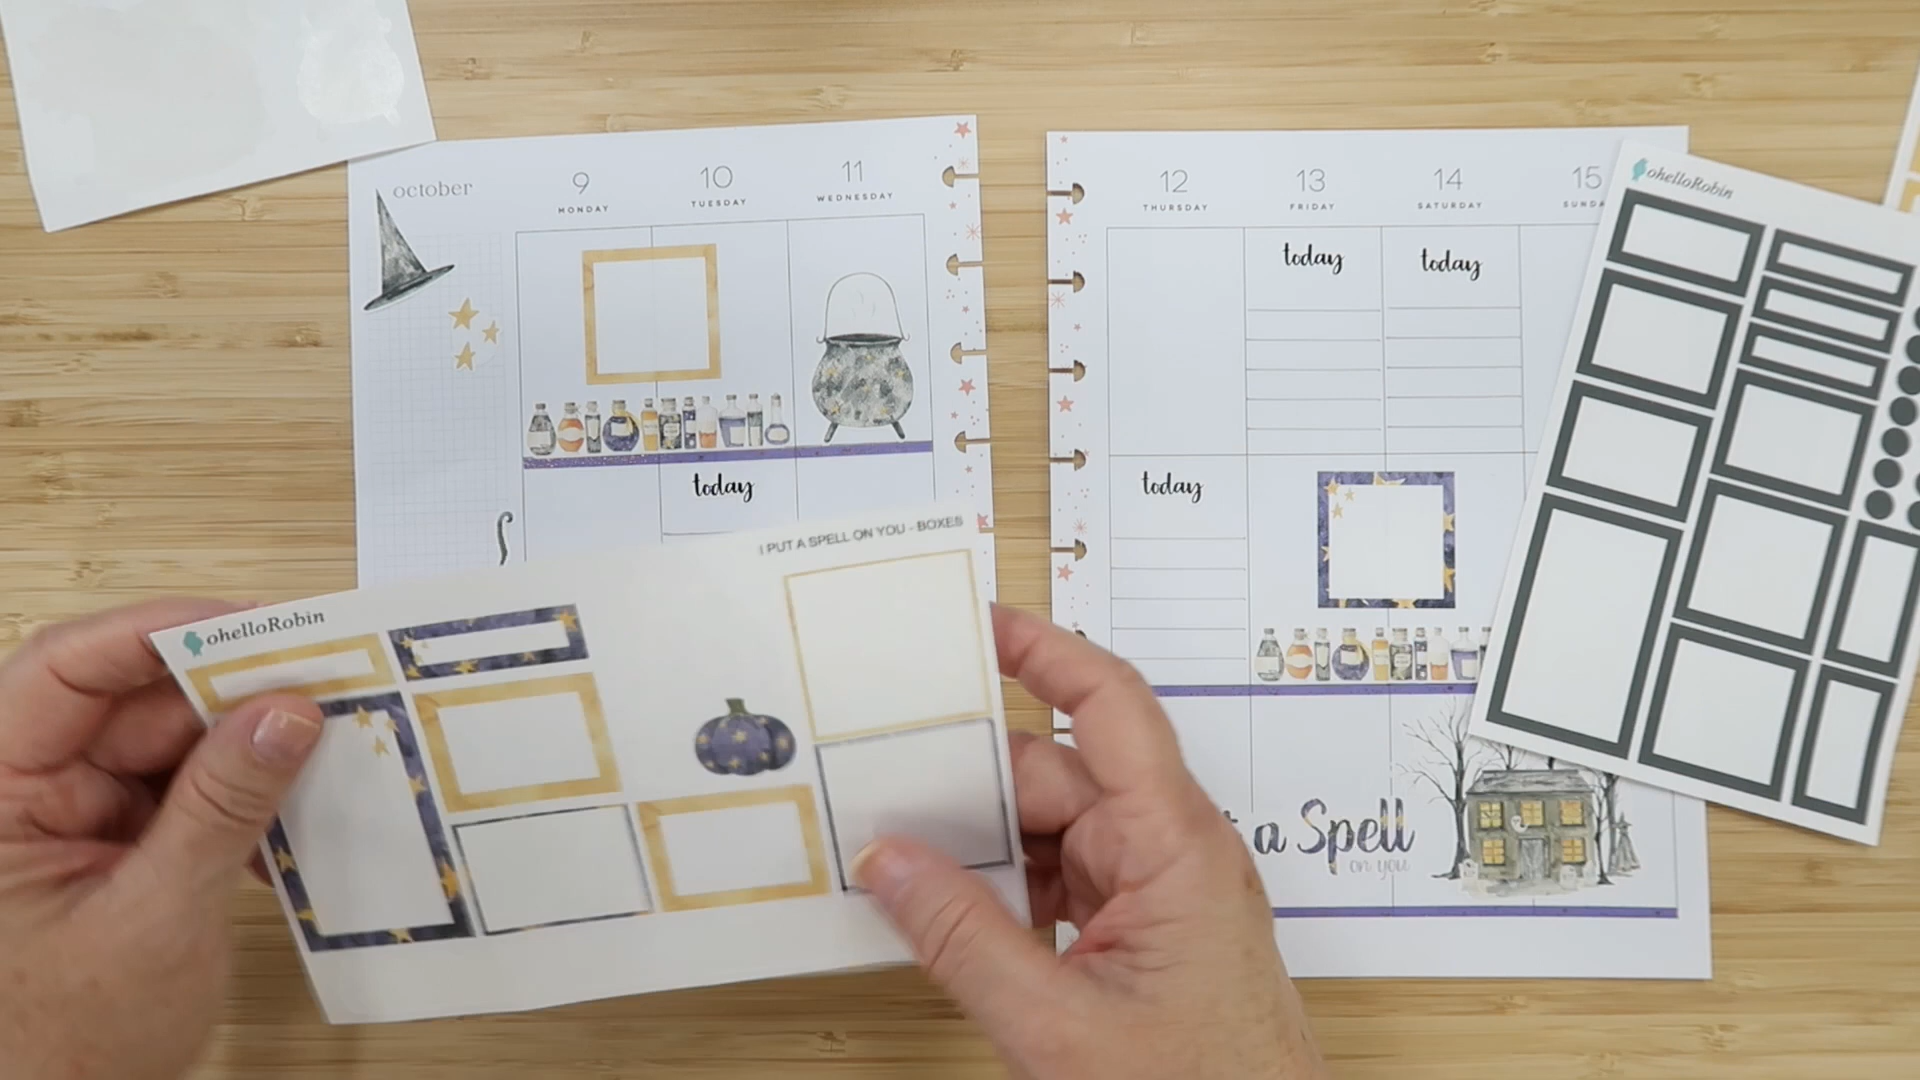 october
9
MONDAY
10
TUESDAY
11
WEDNESDAY
12
THURSDAY
13
FRIDAY
14
SATURDAY
15
SUNDA
today
today
today
today
a Spell
on you
ohelloRobin
I PUT A SPELL ON YOU - BOXES
ohelloRobin